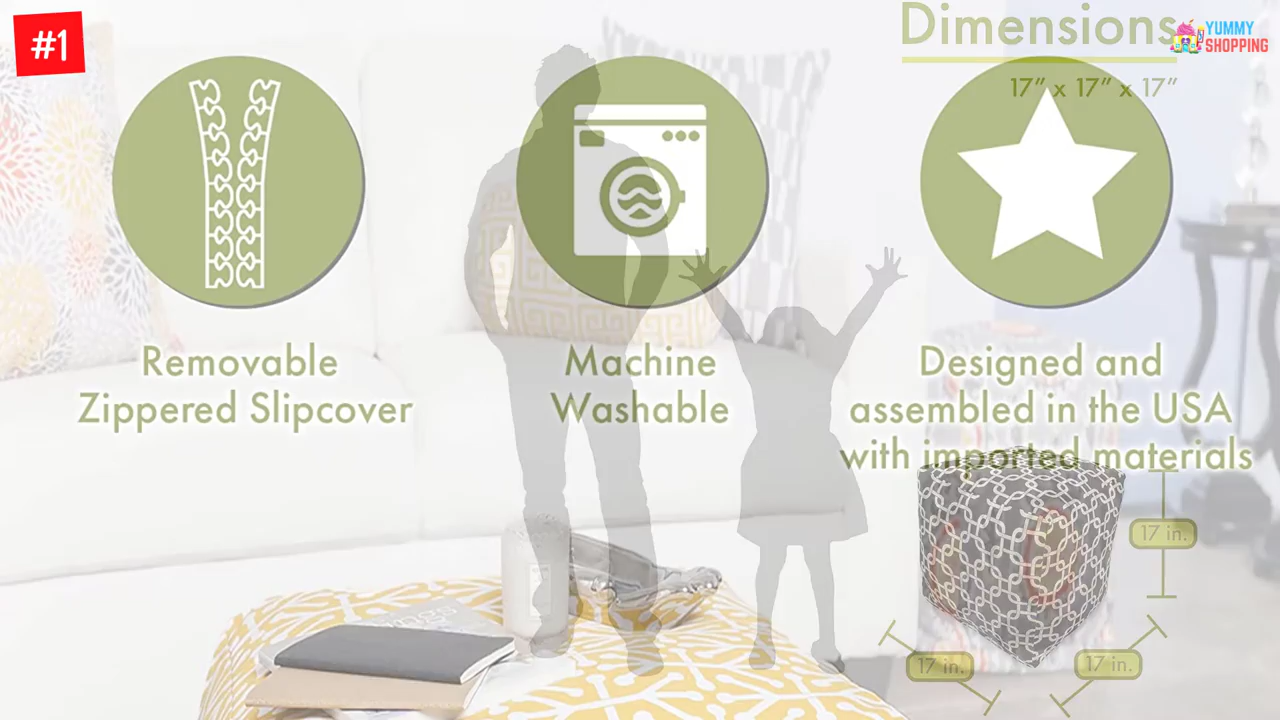 #1
Dimensions
YUMMY
SHOPPING
17” x 17” x 17”
Removable
Zippered Slipcover
Machine
Washable
Designed and
assembled in the USA
with imported materials
17 in.
17 in.
17 in.